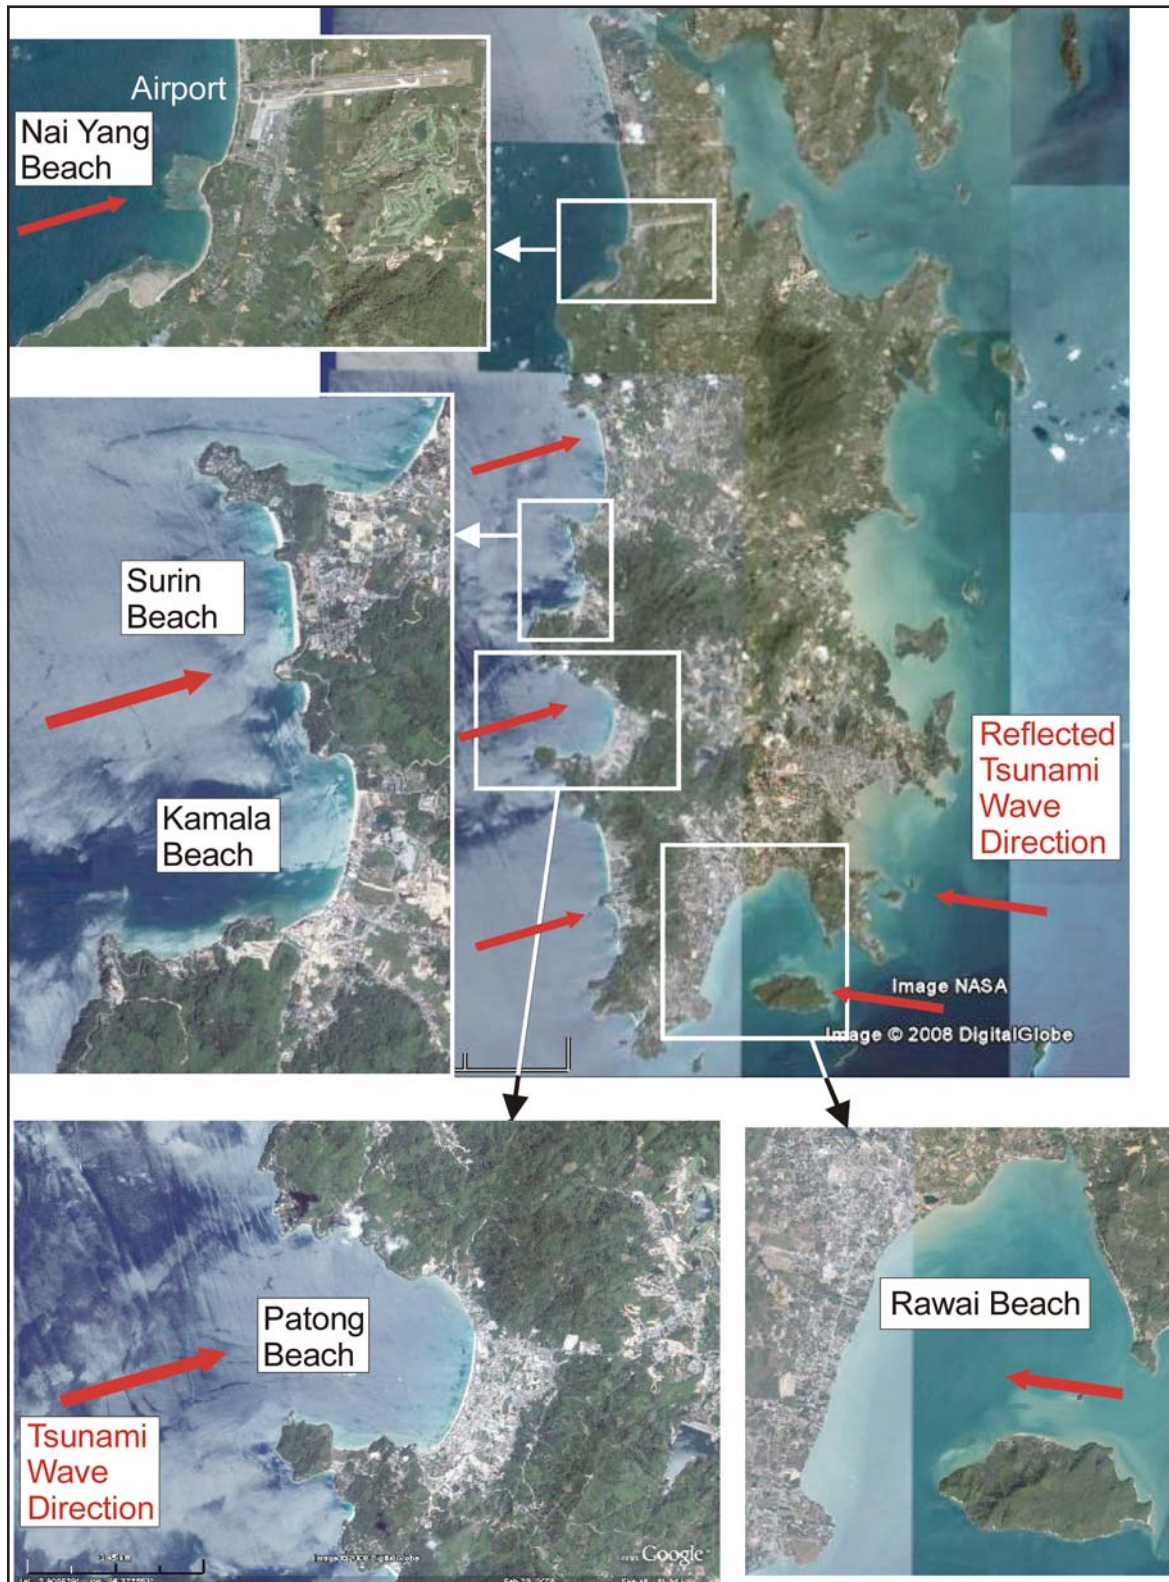 Airport
Nai Yang
Beach
Surin
Beach
Kamala
Beach
Reflected
Tsunami
Wave
Direction
Image NASA
Image © 2008 DigitalGlobe
Patong
Beach
Tsunami
Wave
Direction
Rawai Beach
Google